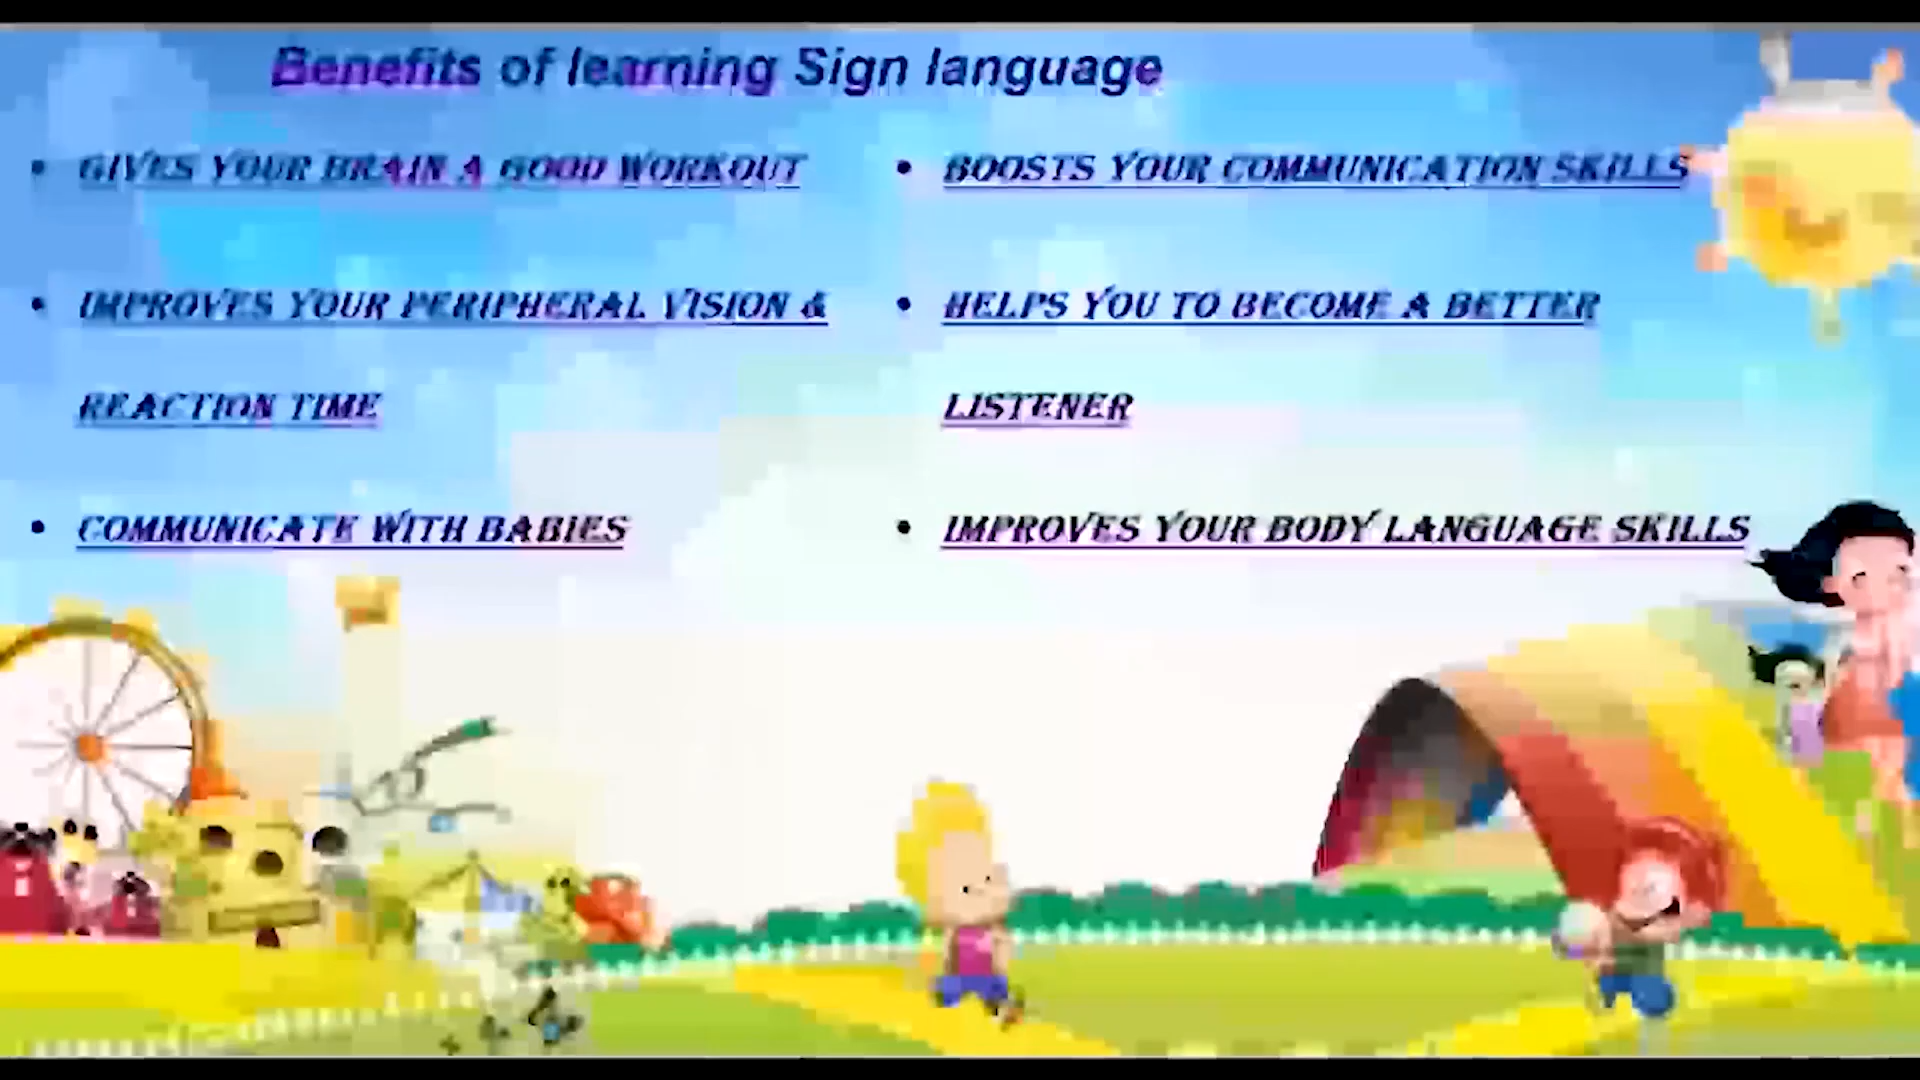 Benefits of learning Sign language
• GIVES YOUR BRAIN A GOOD WORKOUT
• IMPROVES YOUR PERIPHERAL VISION &
REACTION TIME
• COMMUNICATE WITH BABIES
• BOOSTS YOUR COMMUNICATION SKILLS
• HELPS YOU TO BECOME A BETTER
LISTENER
• IMPROVES YOUR BODY LANGUAGE SKILLS